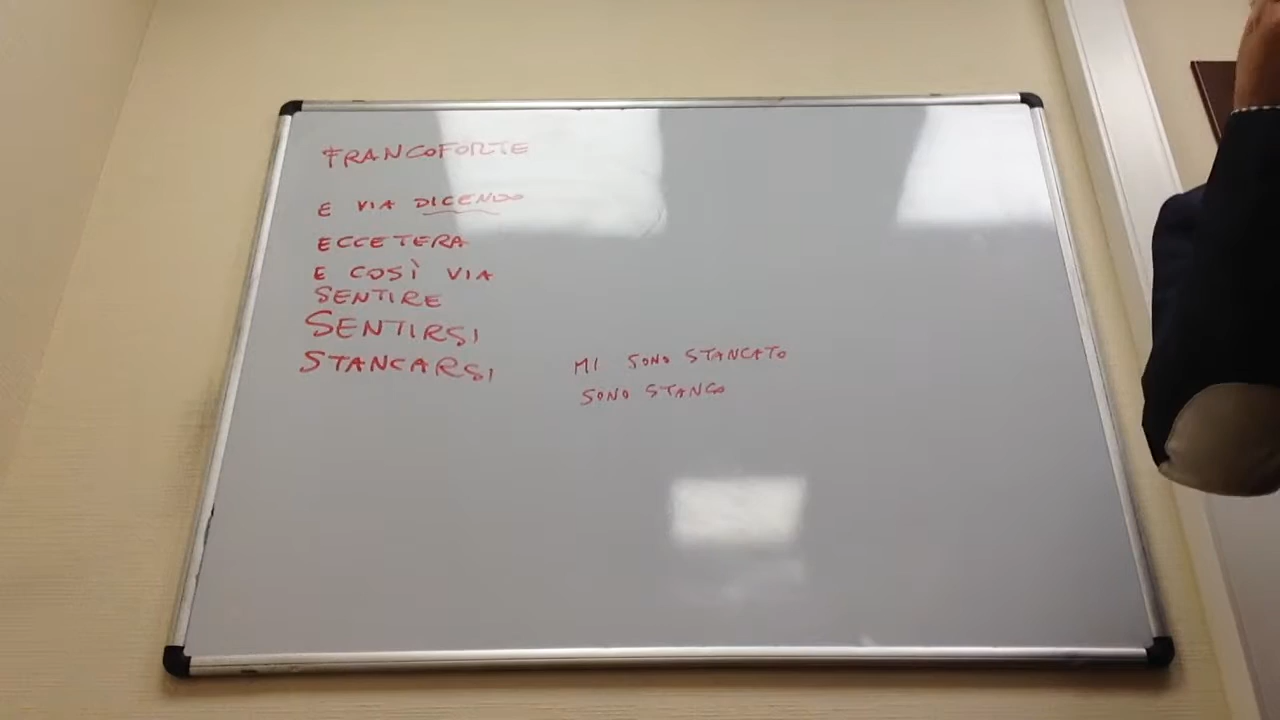 FRANCOFORTE
E VIA DICENDO
ECCETERA
E COSÌ VIA
SENTIRE
SENTIRSI
STANCARSI
MI SONO STANCATO
SONO STANCO